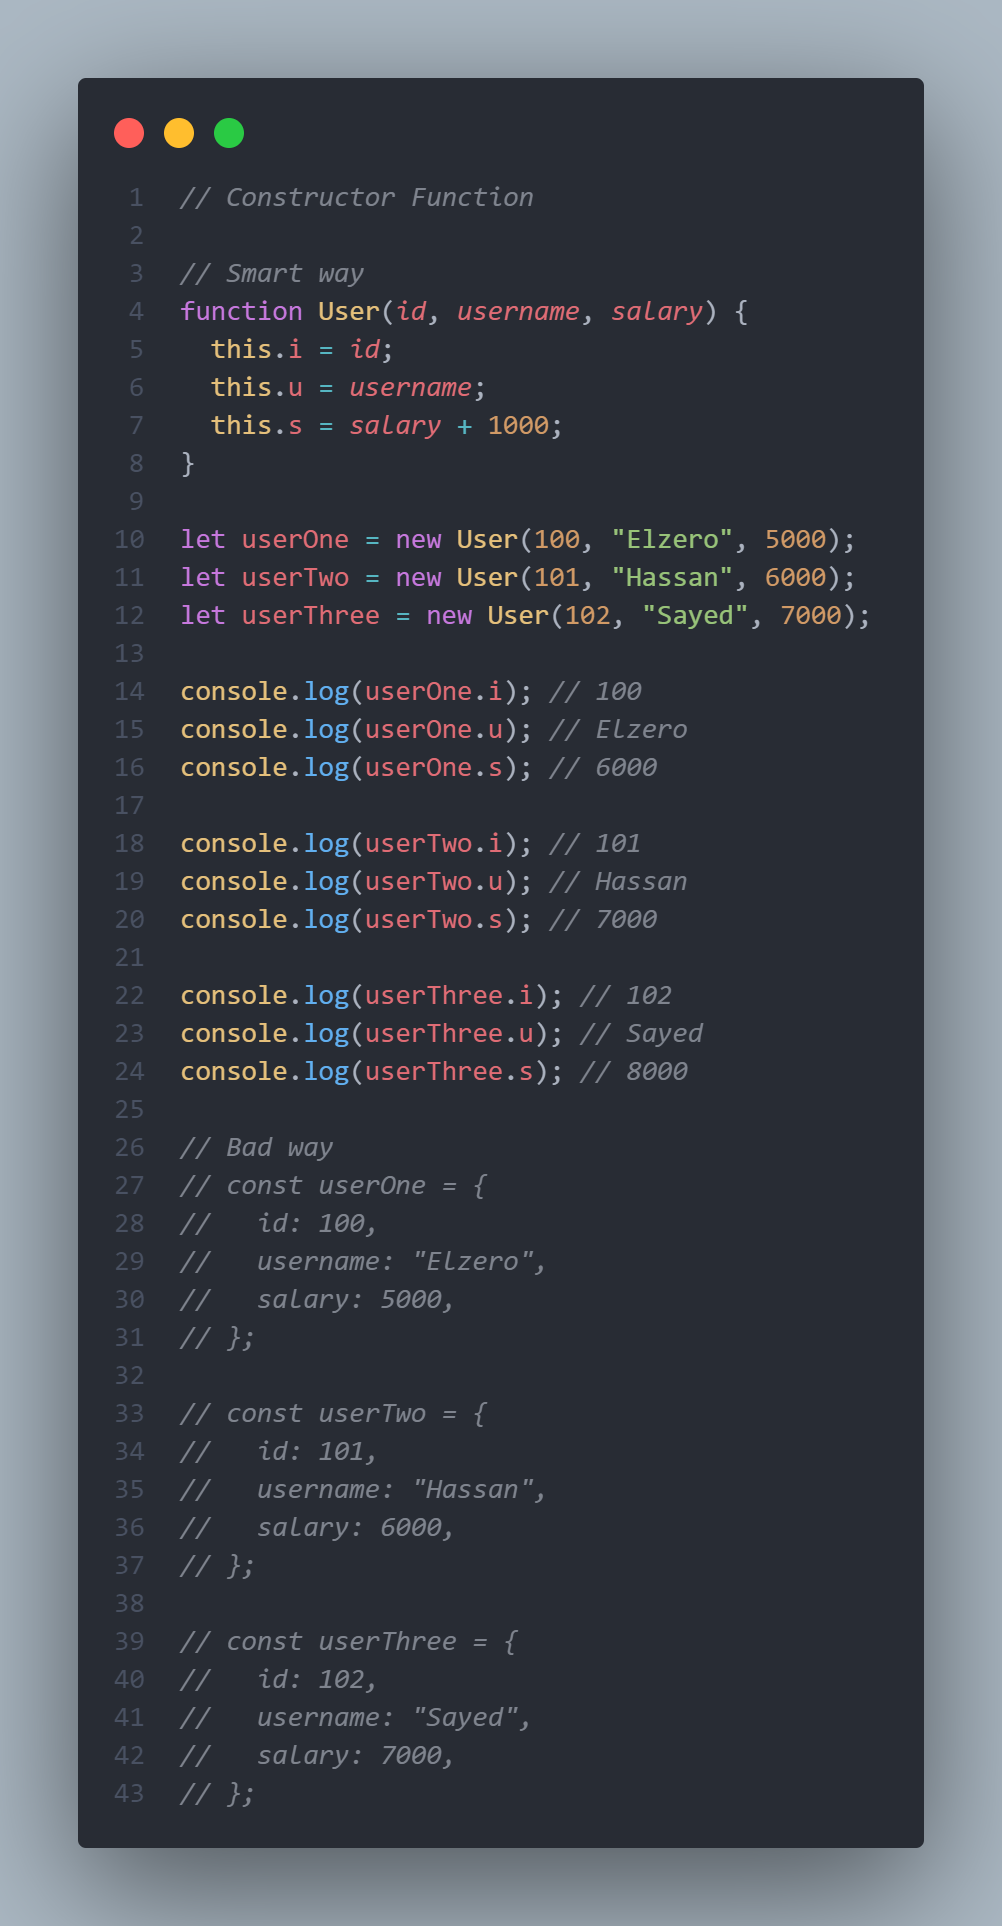 1 // Constructor Function
2
3 // Smart way
4 function User(id, username, salary) {
5   this.i = id;
6   this.u = username;
7   this.s = salary + 1000;
8 }
9
10 let userOne = new User(100, "Elzero", 5000);
11 let userTwo = new User(101, "Hassan", 6000);
12 let userThree = new User(102, "Sayed", 7000);
13
14 console.log(userOne.i); // 100
15 console.log(userOne.u); // Elzero
16 console.log(userOne.s); // 6000
17
18 console.log(userTwo.i); // 101
19 console.log(userTwo.u); // Hassan
20 console.log(userTwo.s); // 7000
21
22 console.log(userThree.i); // 102
23 console.log(userThree.u); // Sayed
24 console.log(userThree.s); // 8000
25
26 // Bad way
27 // const userOne = {
28 //   id: 100,
29 //   username: "Elzero",
30 //   salary: 5000,
31 // };
32
33 // const userTwo = {
34 //   id: 101,
35 //   username: "Hassan",
36 //   salary: 6000,
37 // };
38
39 // const userThree = {
40 //   id: 102,
41 //   username: "Sayed",
42 //   salary: 7000,
43 // };